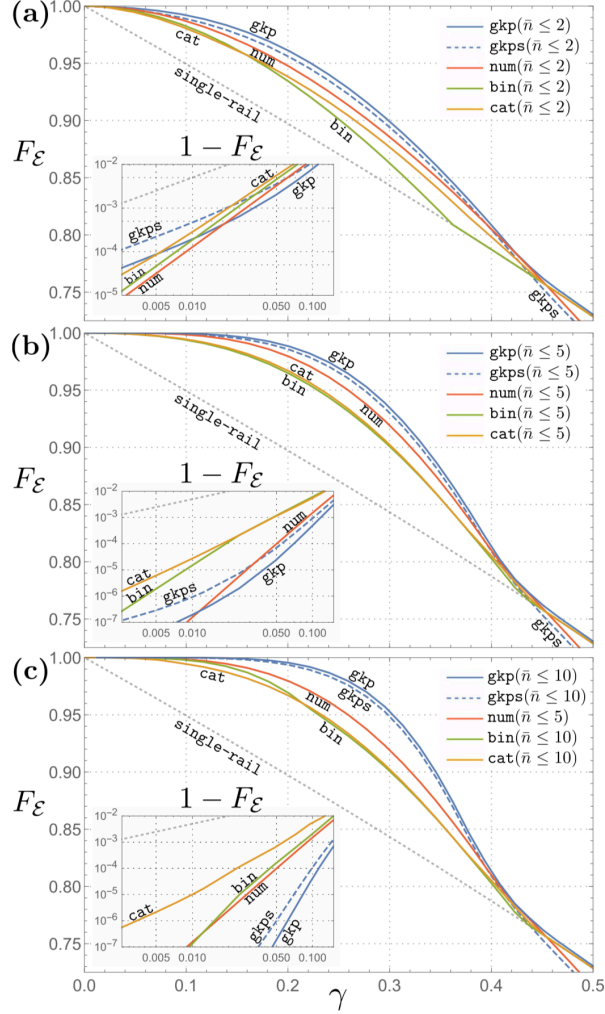 (a)
1.00
0.95
0.90
0.85
0.80
0.75
F_ℰ
gkp
cat
num
single-rail
bin
gkps
gkp(n̄ ≤ 2)
gkps(n̄ ≤ 2)
num(n̄ ≤ 2)
bin(n̄ ≤ 2)
cat(n̄ ≤ 2)
1 − F_ℰ
10⁻²
10⁻³
10⁻⁴
10⁻⁵
cat
gkp
gkps
bin
num
0.005 0.010 0.050 0.100
(b)
1.00
0.95
0.90
0.85
0.80
0.75
F_ℰ
gkp
cat
bin
num
single-rail
gkps
gkp(n̄ ≤ 5)
gkps(n̄ ≤ 5)
num(n̄ ≤ 5)
bin(n̄ ≤ 5)
cat(n̄ ≤ 5)
1 − F_ℰ
10⁻²
10⁻³
10⁻⁴
10⁻⁵
10⁻⁶
10⁻⁷
num
cat
bin
gkps
gkp
0.005 0.010 0.050 0.100
(c)
1.00
0.95
0.90
0.85
0.80
0.75
F_ℰ
cat
gkp
gkps
num
bin
single-rail
gkp(n̄ ≤ 10)
gkps(n̄ ≤ 10)
num(n̄ ≤ 5)
bin(n̄ ≤ 10)
cat(n̄ ≤ 10)
1 − F_ℰ
10⁻²
10⁻³
10⁻⁴
10⁻⁵
10⁻⁶
10⁻⁷
cat
bin
num
gkps
gkp
0.005 0.010 0.050 0.100
0.0 0.1 0.2 0.3 0.4 0.5
γ